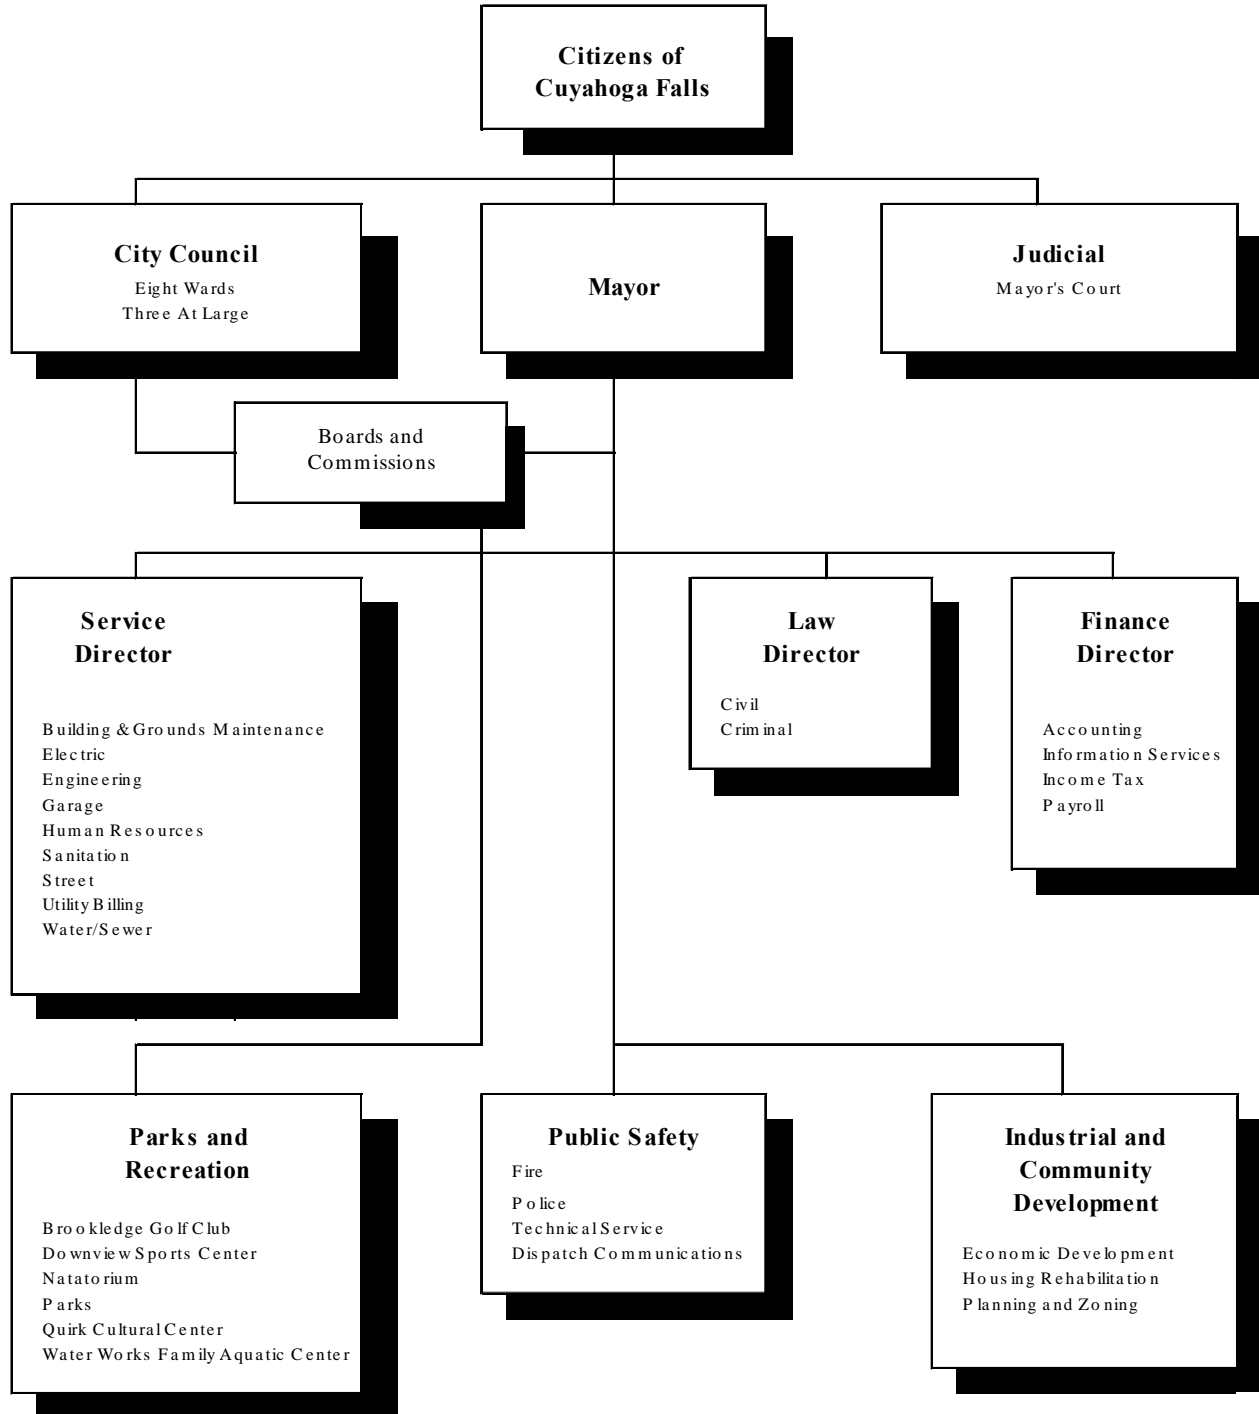 Citizens of
Cuyahoga Falls
City Council
Eight Wards
Three At Large
Mayor
Judicial
Mayor's Court
Boards and
Commissions
Service
Director
Building & Grounds Maintenance
Electric
Engineering
Garage
Human Resources
Sanitation
Street
Utility Billing
Water/Sewer
Law
Director
Civil
Criminal
Finance
Director
Accounting
Information Services
Income Tax
Payroll
Parks and
Recreation
Brookledge Golf Club
Downview Sports Center
Natatorium
Parks
Quirk Cultural Center
Water Works Family Aquatic Center
Public Safety
Fire
Police
Technical Service
Dispatch Communications
Industrial and
Community
Development
Economic Development
Housing Rehabilitation
Planning and Zoning